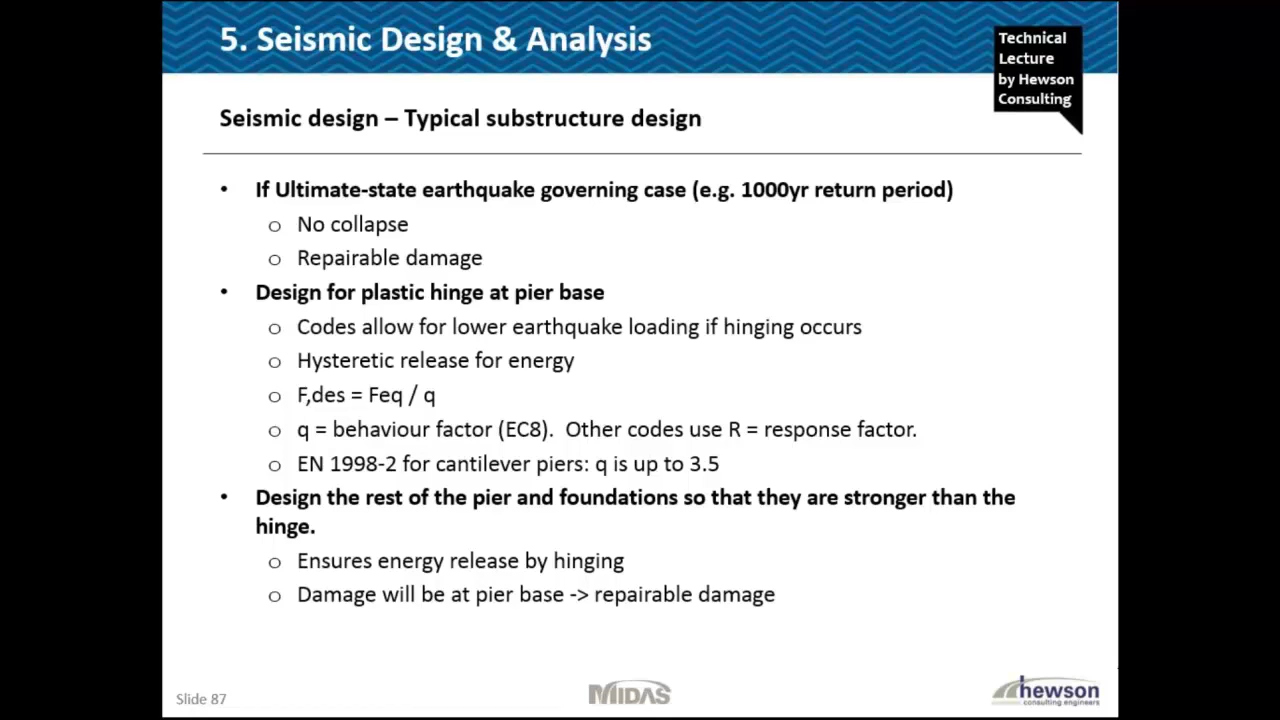 5. Seismic Design & Analysis
Technical
Lecture
by Hewson
Consulting
Seismic design – Typical substructure design
• If Ultimate-state earthquake governing case (e.g. 1000yr return period)
o No collapse
o Repairable damage
• Design for plastic hinge at pier base
o Codes allow for lower earthquake loading if hinging occurs
o Hysteretic release for energy
o F,des = Feq / q
o q = behaviour factor (EC8).  Other codes use R = response factor.
o EN 1998-2 for cantilever piers: q is up to 3.5
• Design the rest of the pier and foundations so that they are stronger than the
hinge.
o Ensures energy release by hinging
o Damage will be at pier base -> repairable damage
Slide 87
MIDAS
hewson
consulting engineers